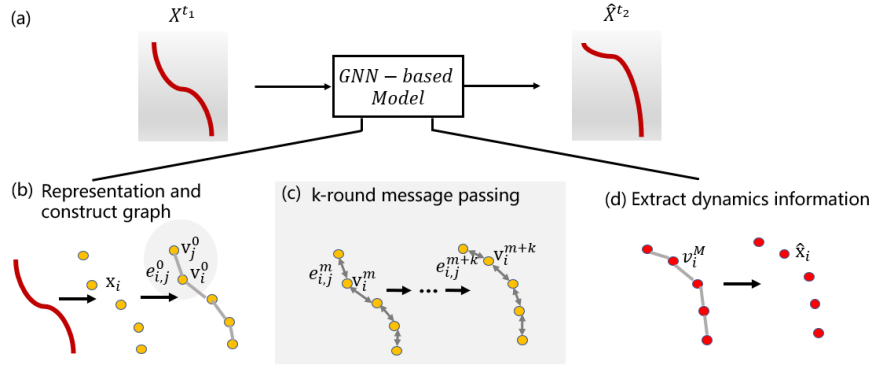 (a)
X^{t_1}
GNN − based
Model
X̂^{t_2}
(b) Representation and
construct graph
x_i
e_{i,j}^0
v_j^0
v_i^0
(c) k-round message passing
e_{i,j}^m
v_i^m
e_{i,j}^{m+k}
v_i^{m+k}
(d) Extract dynamics information
v_i^M
x̂_i